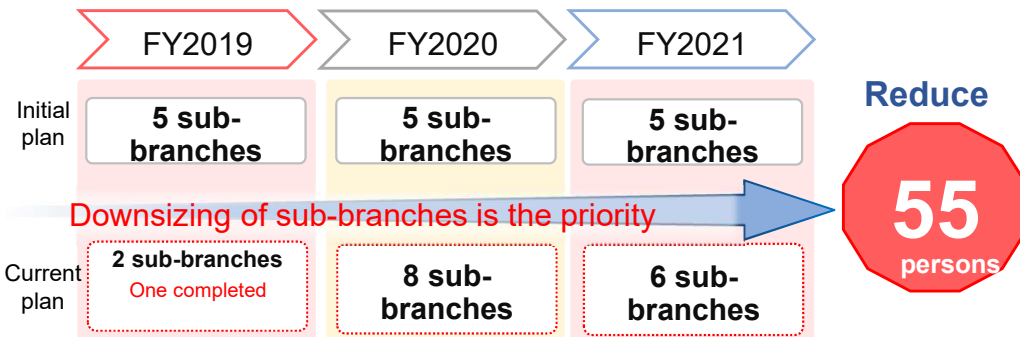 FY2019
FY2020
FY2021
Initial
plan
5 sub-
branches
5 sub-
branches
5 sub-
branches
Reduce
55
persons
Downsizing of sub-branches is the priority
Current
plan
2 sub-branches
One completed
8 sub-
branches
6 sub-
branches